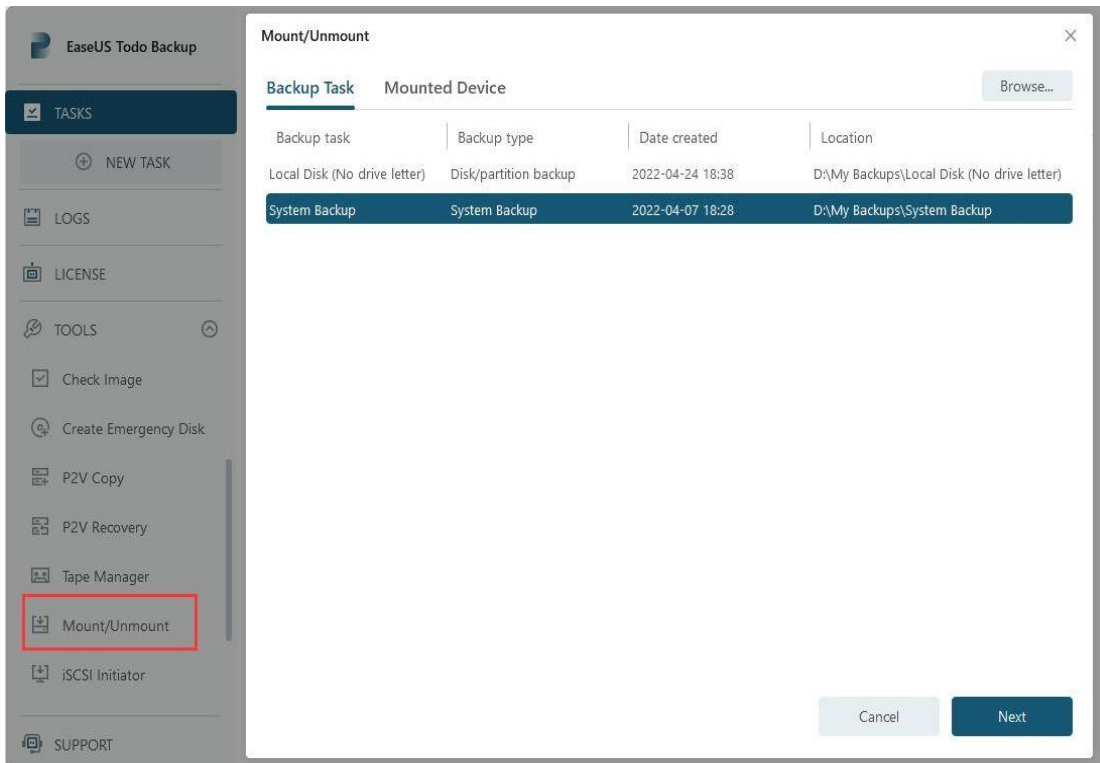 EaseUS Todo Backup
TASKS
NEW TASK
LOGS
LICENSE
TOOLS
Check Image
Create Emergency Disk
P2V Copy
P2V Recovery
Tape Manager
Mount/Unmount
iSCSI Initiator
SUPPORT
Mount/Unmount
Backup Task Mounted Device Browse...
Backup task Backup type Date created Location
Local Disk (No drive letter) Disk/partition backup 2022-04-24 18:38 D:\My Backups\Local Disk (No drive letter)
System Backup System Backup 2022-04-07 18:28 D:\My Backups\System Backup
Cancel Next